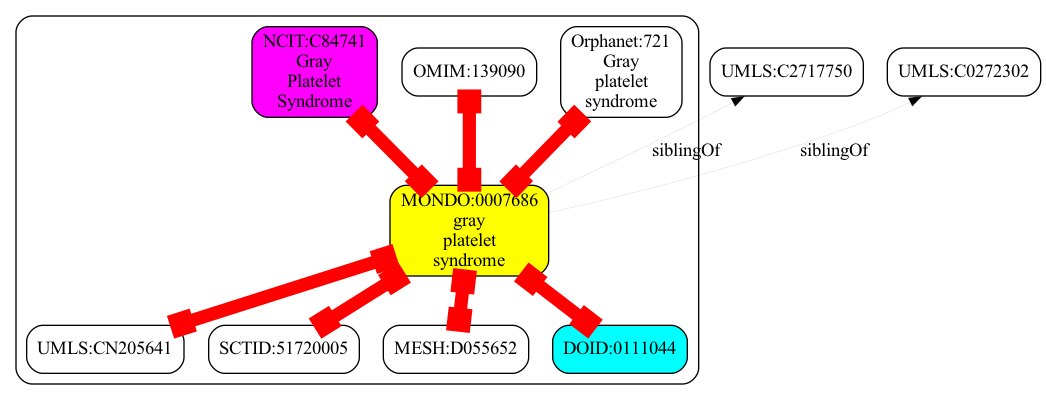 NCIT:C84741
Gray
Platelet
Syndrome
OMIM:139090
Orphanet:721
Gray
platelet
syndrome
UMLS:C2717750
UMLS:C0272302
siblingOf
siblingOf
MONDO:0007686
gray
platelet
syndrome
UMLS:CN205641
SCTID:51720005
MESH:D055652
DOID:0111044